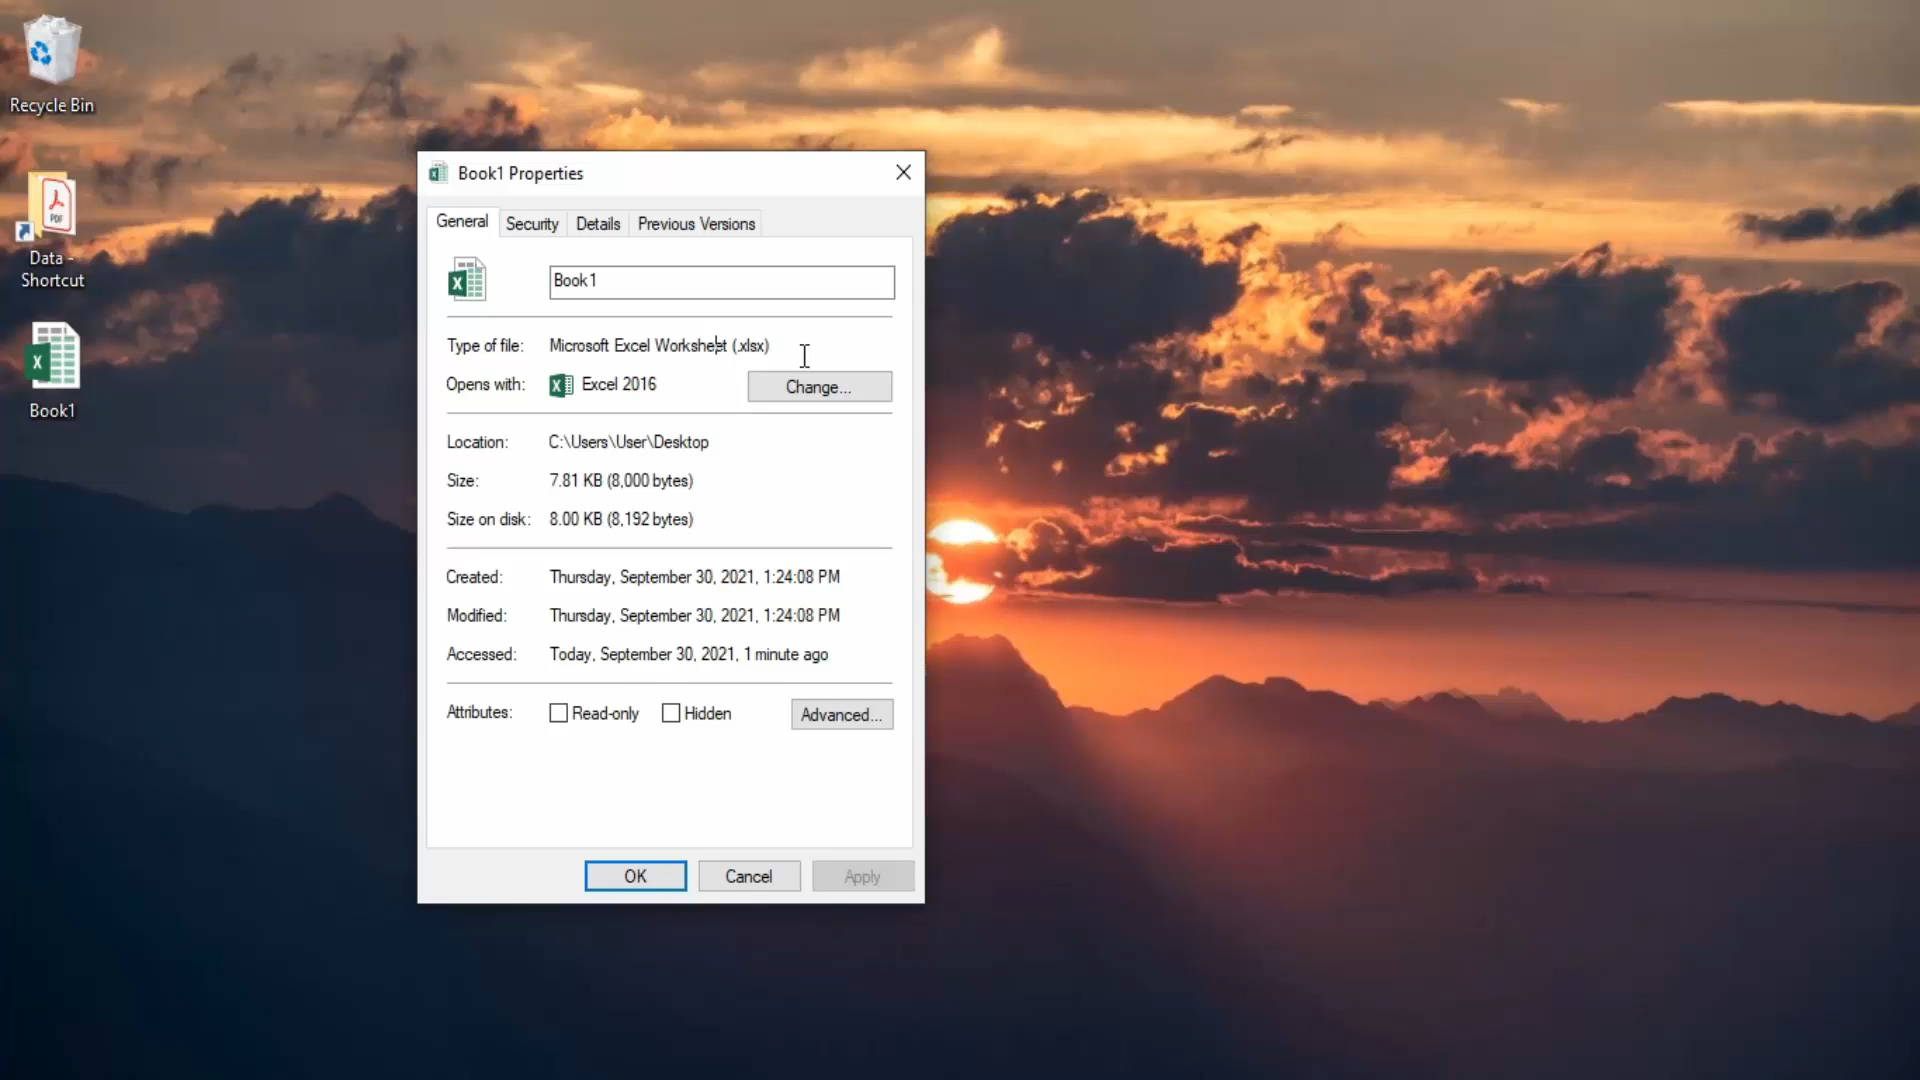 Recycle Bin
PDF
Data -
Shortcut
Book1
Book1 Properties
General Security Details Previous Versions
Book1
Type of file: Microsoft Excel Worksheet (.xlsx)
Opens with: Excel 2016 Change...
Location: C:\Users\User\Desktop
Size: 7.81 KB (8,000 bytes)
Size on disk: 8.00 KB (8,192 bytes)
Created: Thursday, September 30, 2021, 1:24:08 PM
Modified: Thursday, September 30, 2021, 1:24:08 PM
Accessed: Today, September 30, 2021, 1 minute ago
Attributes: Read-only Hidden Advanced...
OK Cancel Apply